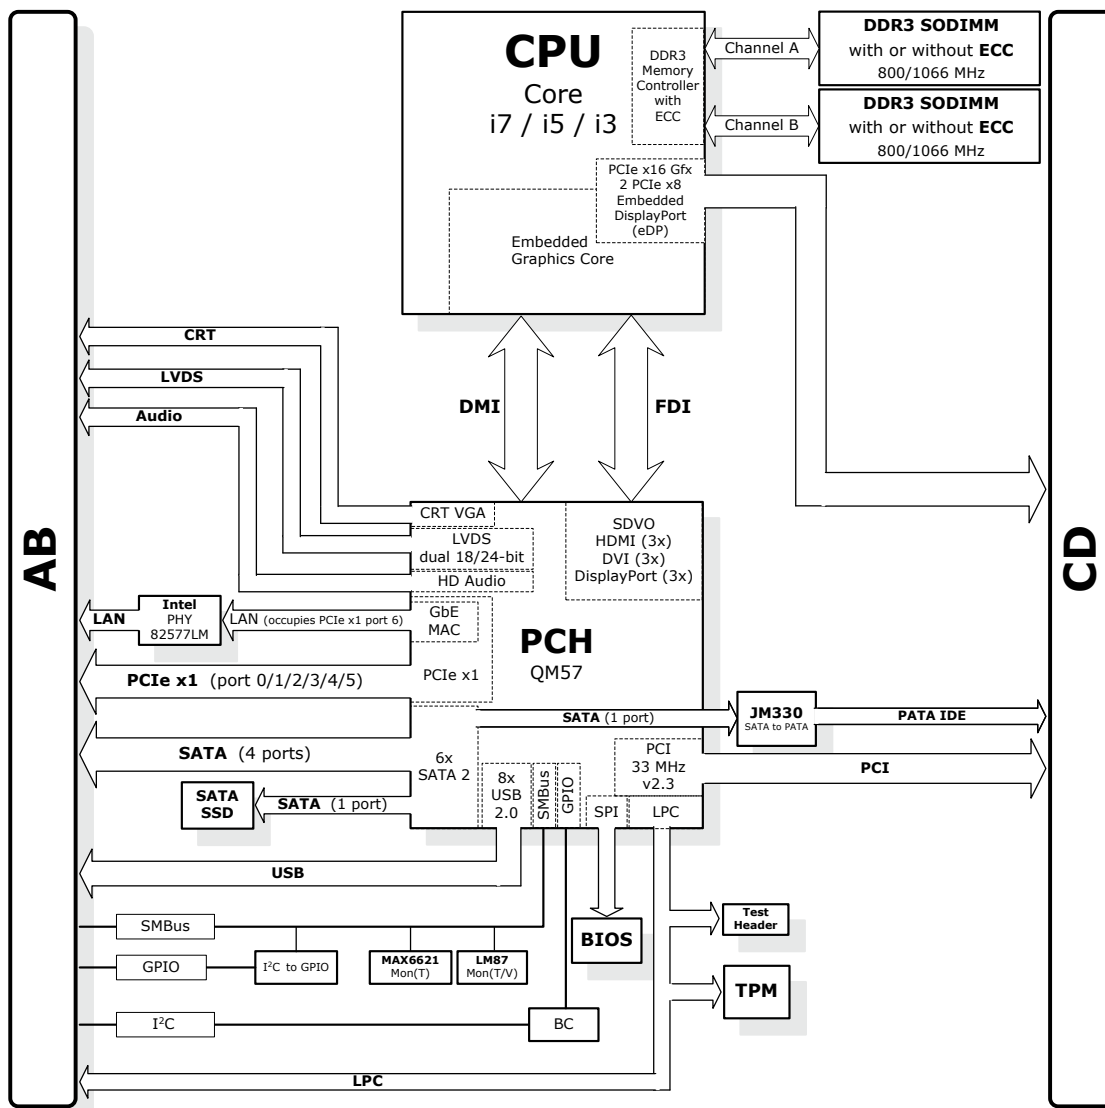 AB
CD
CPU
Core
i7 / i5 / i3
DDR3
Memory
Controller
with
ECC
Channel A
Channel B
DDR3 SODIMM
with or without ECC
800/1066 MHz
DDR3 SODIMM
with or without ECC
800/1066 MHz
PCIe x16 Gfx
2 PCIe x8
Embedded
DisplayPort
(eDP)
Embedded
Graphics Core
CRT
LVDS
Audio
DMI
FDI
CRT VGA
LVDS
dual 18/24-bit
HD Audio
SDVO
HDMI (3x)
DVI (3x)
DisplayPort (3x)
LAN
Intel
PHY
82577LM
LAN (occupies PCIe x1 port 6)
GbE
MAC
PCH
QM57
PCIe x1 (port 0/1/2/3/4/5)
PCIe x1
SATA (1 port)
JM330
SATA to PATA
PATA IDE
SATA (4 ports)
6x
SATA 2
PCI
33 MHz
v2.3
PCI
SATA
SSD
SATA (1 port)
8x
USB
2.0
SMBus
GPIO
SPI
LPC
USB
SMBus
GPIO
I²C to GPIO
MAX6621
Mon(T)
LM87
Mon(T/V)
BIOS
Test
Header
TPM
I²C
BC
LPC